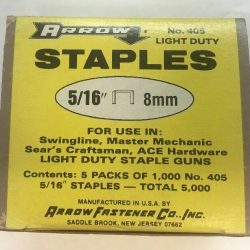 ARROW No. 405
LIGHT DUTY
STAPLES
5/16" 8mm
FOR USE IN:
Swingline, Master Mechanic
Sear's Craftsman, ACE Hardware
LIGHT DUTY STAPLE GUNS
Contents: 5 PACKS OF 1,000 No. 405
5/16" STAPLES — TOTAL 5,000
MANUFACTURED IN U.S.A. BY
ARROW FASTENER CO., INC.
SADDLE BROOK, NEW JERSEY 07662